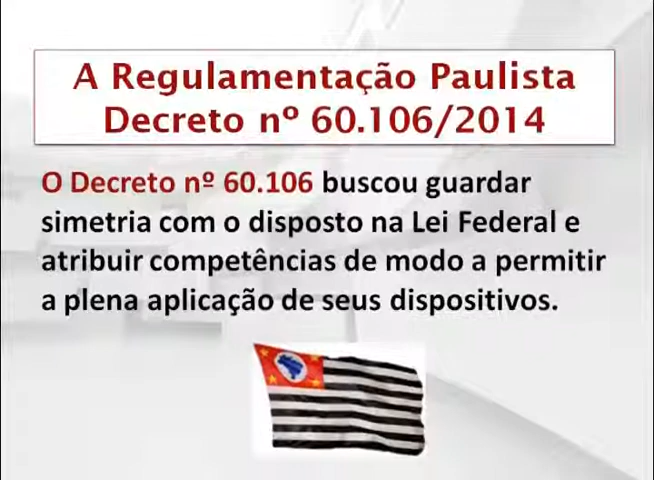 A Regulamentação Paulista
Decreto nº 60.106/2014
O Decreto nº 60.106 buscou guardar
simetria com o disposto na Lei Federal e
atribuir competências de modo a permitir
a plena aplicação de seus dispositivos.